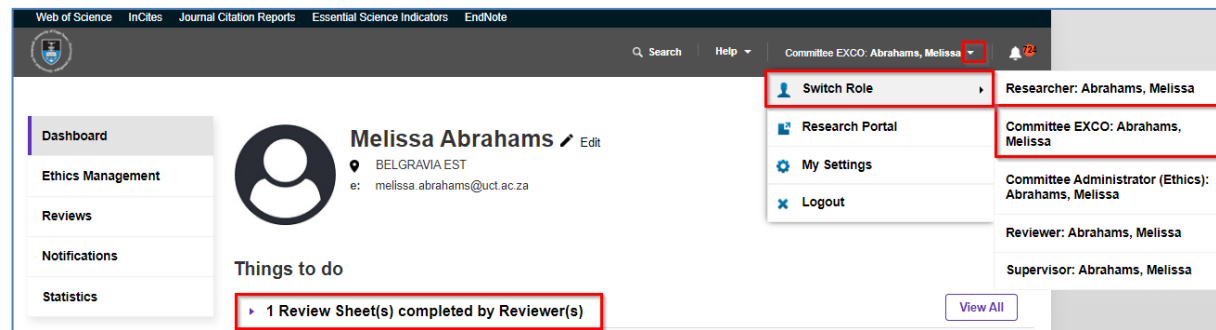 Web of Science InCites Journal Citation Reports Essential Science Indicators EndNote
Search Help Committee EXCO: Abrahams, Melissa 724
Switch Role
Research Portal
My Settings
Logout
Researcher: Abrahams, Melissa
Committee EXCO: Abrahams,
Melissa
Committee Administrator (Ethics):
Abrahams, Melissa
Reviewer: Abrahams, Melissa
Supervisor: Abrahams, Melissa
Dashboard
Ethics Management
Reviews
Notifications
Statistics
Melissa Abrahams Edit
BELGRAVIA EST
e: melissa.abrahams@uct.ac.za
Things to do
1 Review Sheet(s) completed by Reviewer(s)
View All